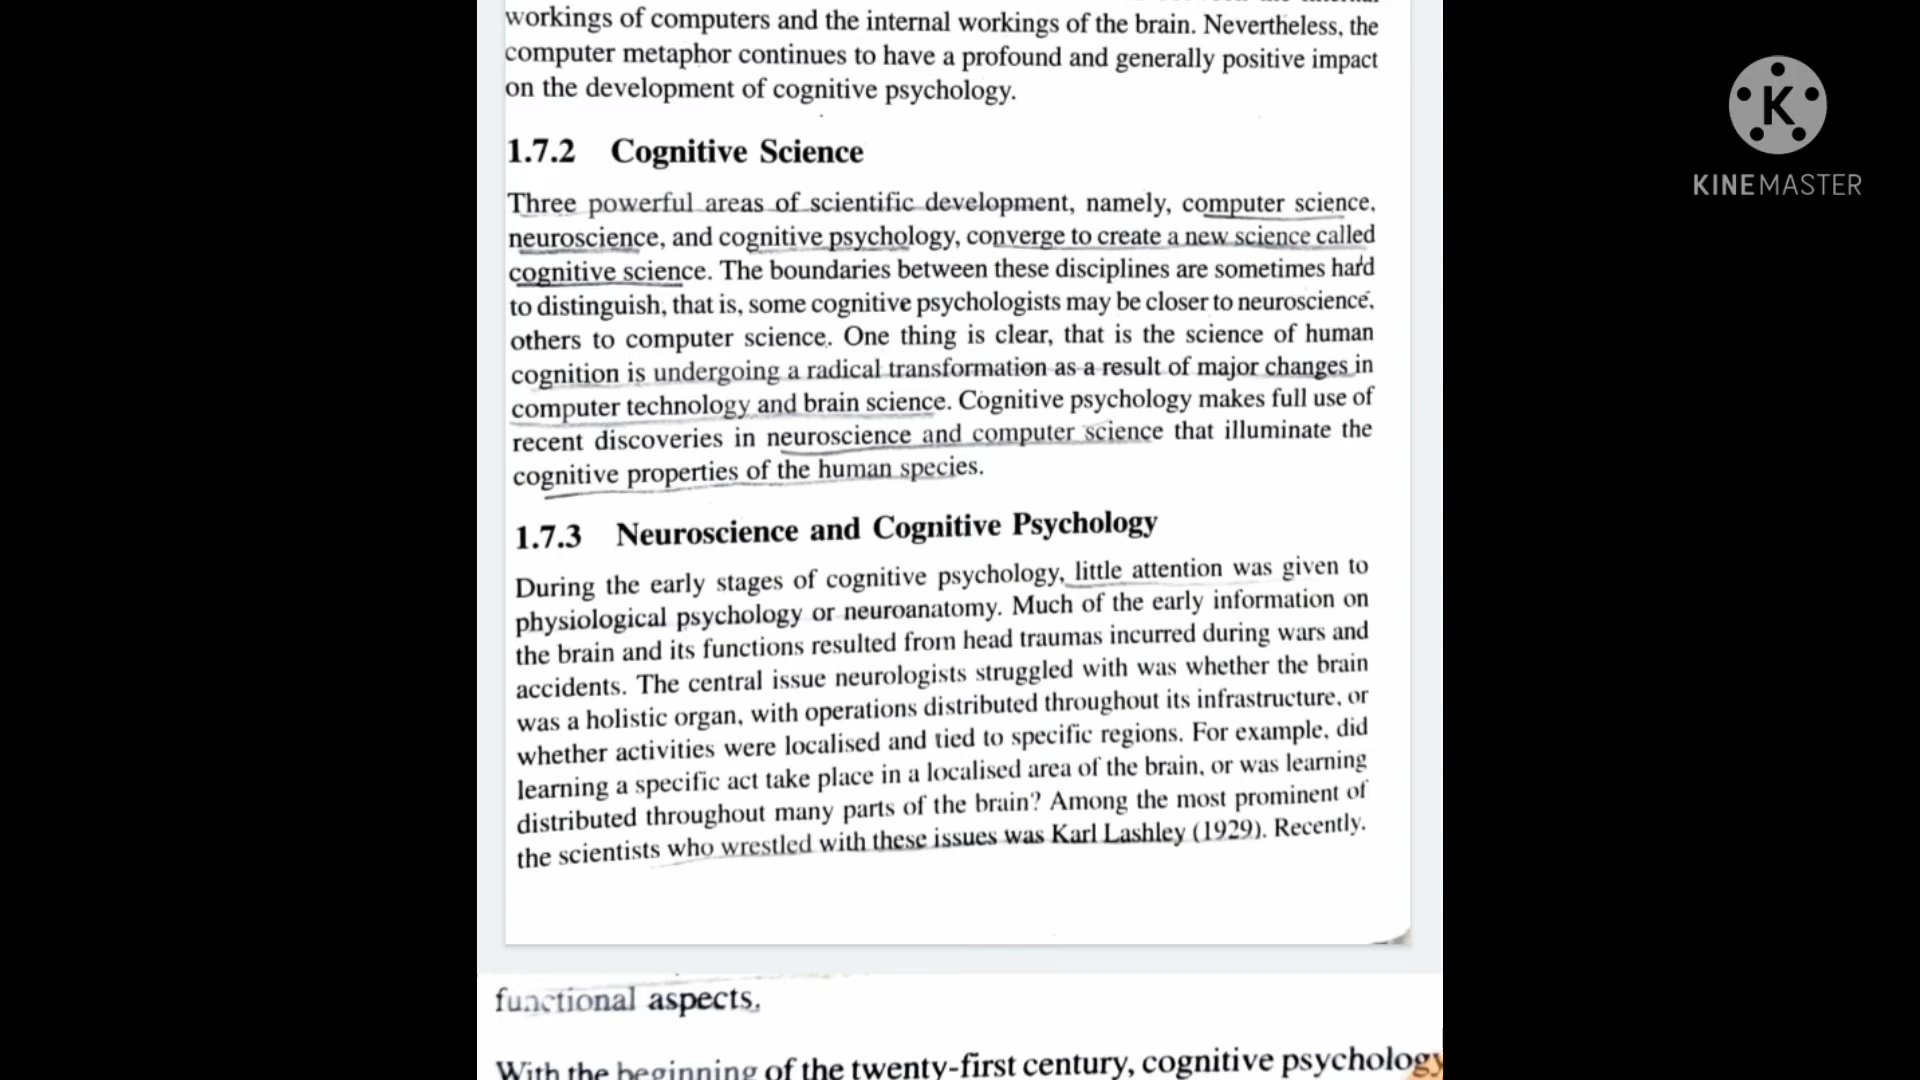 workings of computers and the internal workings of the brain. Nevertheless, the
computer metaphor continues to have a profound and generally positive impact
on the development of cognitive psychology.
1.7.2 Cognitive Science
Three powerful areas of scientific development, namely, computer science,
neuroscience, and cognitive psychology, converge to create a new science called
cognitive science. The boundaries between these disciplines are sometimes hard
to distinguish, that is, some cognitive psychologists may be closer to neuroscience,
others to computer science. One thing is clear, that is the science of human
cognition is undergoing a radical transformation as a result of major changes in
computer technology and brain science. Cognitive psychology makes full use of
recent discoveries in neuroscience and computer science that illuminate the
cognitive properties of the human species.
1.7.3 Neuroscience and Cognitive Psychology
During the early stages of cognitive psychology, little attention was given to
physiological psychology or neuroanatomy. Much of the early information on
the brain and its functions resulted from head traumas incurred during wars and
accidents. The central issue neurologists struggled with was whether the brain
was a holistic organ, with operations distributed throughout its infrastructure, or
whether activities were localised and tied to specific regions. For example, did
learning a specific act take place in a localised area of the brain, or was learning
distributed throughout many parts of the brain? Among the most prominent of
the scientists who wrestled with these issues was Karl Lashley (1929). Recently.
functional aspects.
With the beginning of the twenty-first century, cognitive psychology
K
KINEMASTER